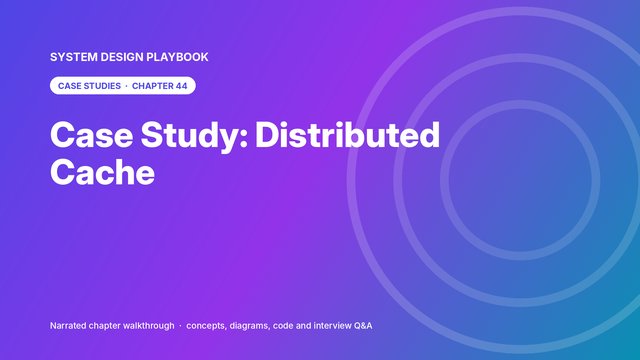 SYSTEM DESIGN PLAYBOOK
CASE STUDIES · CHAPTER 44
Case Study: Distributed
Cache
Narrated chapter walkthrough · concepts, diagrams, code and interview Q&A